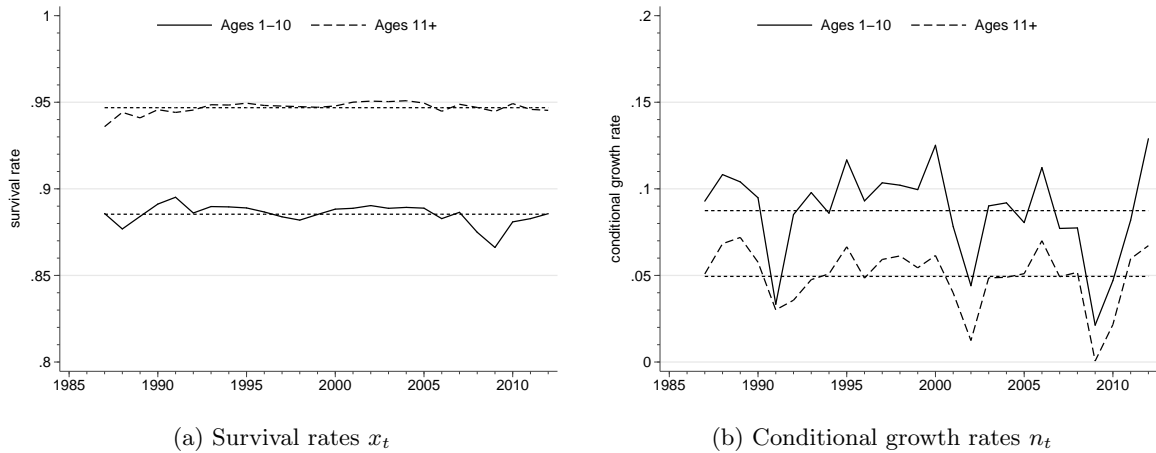 Ages 1–10 Ages 11+
1
.95
.9
.85
.8
survival rate
1985 1990 1995 2000 2005 2010
(a) Survival rates xt
Ages 1–10 Ages 11+
.2
.15
.1
.05
0
conditional growth rate
1985 1990 1995 2000 2005 2010
(b) Conditional growth rates nt